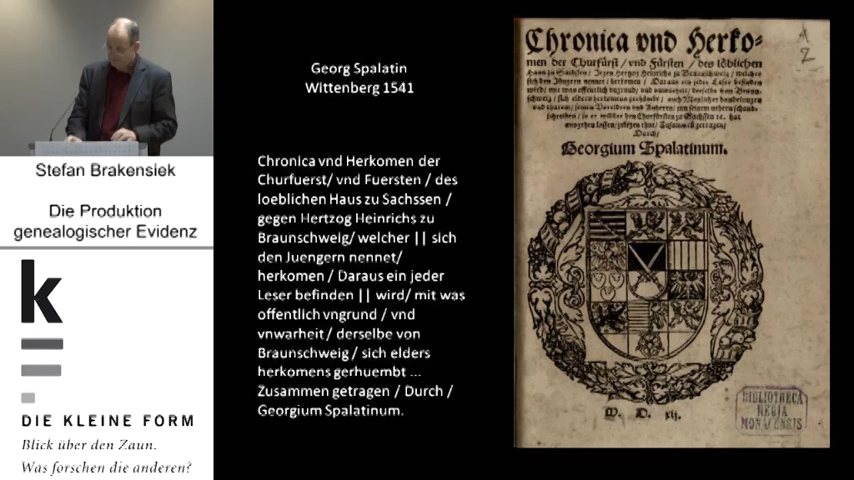 Stefan Brakensiek
Die Produktion
genealogischer Evidenz
k
DIE KLEINE FORM
Blick über den Zaun.
Was forschen die anderen?
Georg Spalatin
Wittenberg 1541
Chronica vnd Herkomen der
Churfuerst/ vnd Fuersten / des
loeblichen Haus zu Sachssen /
gegen Hertzog Heinrichs zu
Braunschweig/ welcher || sich
den Juengern nennet/
herkomen / Daraus ein jeder
Leser befinden || wird/ mit was
offentlich vngrund / vnd
vnwarheit/ derselbe von
Braunschweig / sich elders
herkomens gerhuembt ...
Zusammen getragen / Durch /
Georgium Spalatinum.
Chronica vnd Herko-
men der Churfürst / vnd Fürsten / des löblichen
Durch/
Georgium Spalatinum.
M. D. xlj.
BIBLIOTHECA
REGIA
MONACENSIS